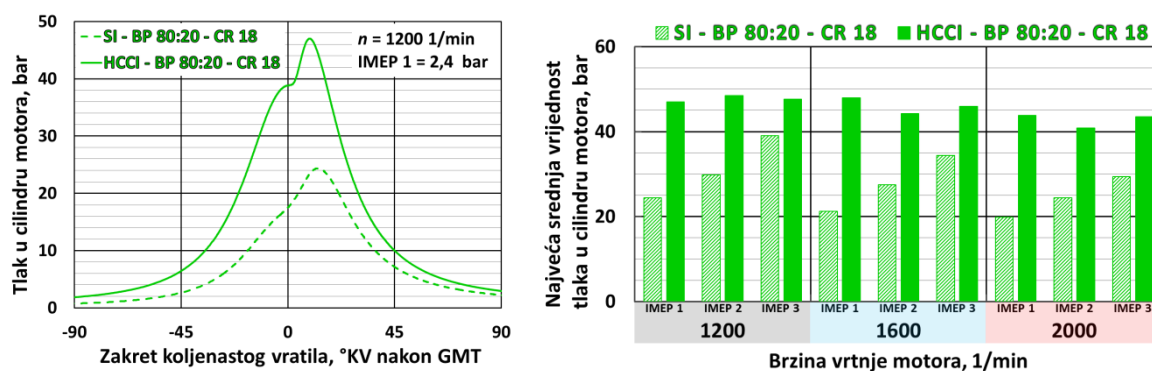 Tlak u cilindru motora, bar
50
40
30
20
10
0
SI - BP 80:20 - CR 18
HCCI - BP 80:20 - CR 18
n = 1200 1/min
IMEP 1 = 2,4 bar
-90
-45
0
45
90
Zakret koljenastog vratila, °KV nakon GMT
SI - BP 80:20 - CR 18
HCCI - BP 80:20 - CR 18
Najveća srednja vrijednost
tlaka u cilindru motora, bar
60
40
20
0
IMEP 1 IMEP 2 IMEP 3 IMEP 1 IMEP 2 IMEP 3 IMEP 1 IMEP 2 IMEP 3
1200 1600 2000
Brzina vrtnje motora, 1/min